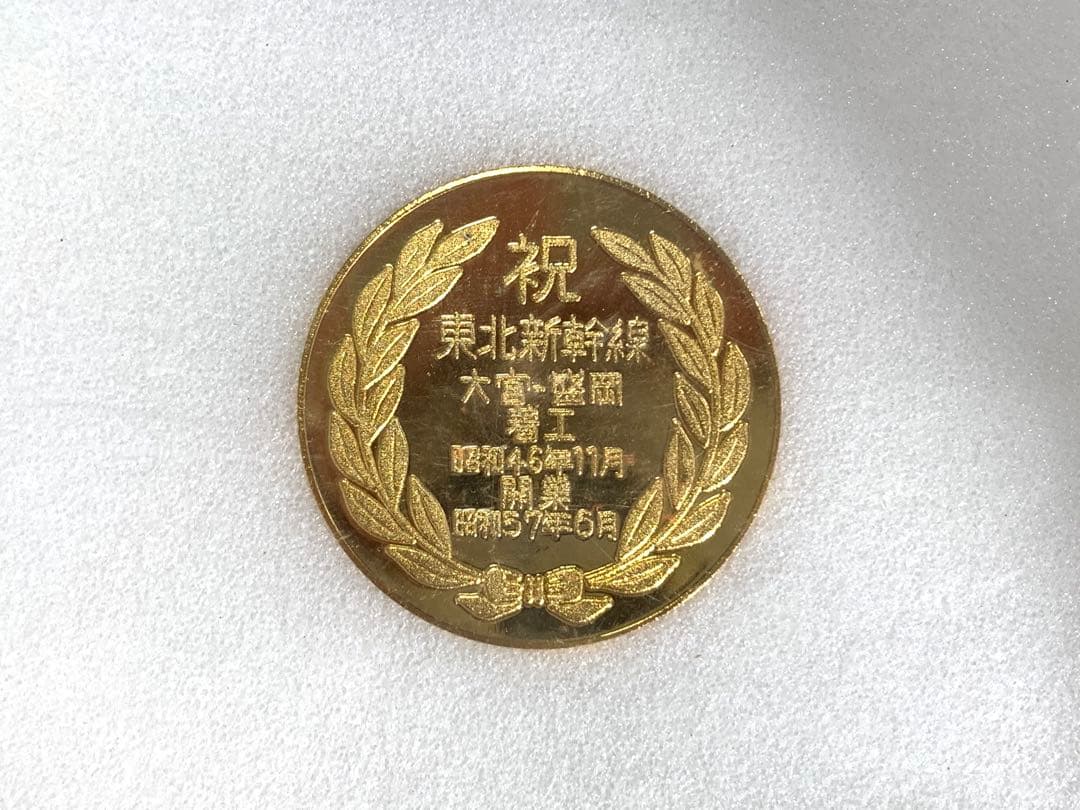 祝
東北新幹線
大宮-盛岡
着工
昭和46年11月
開業
昭和57年6月